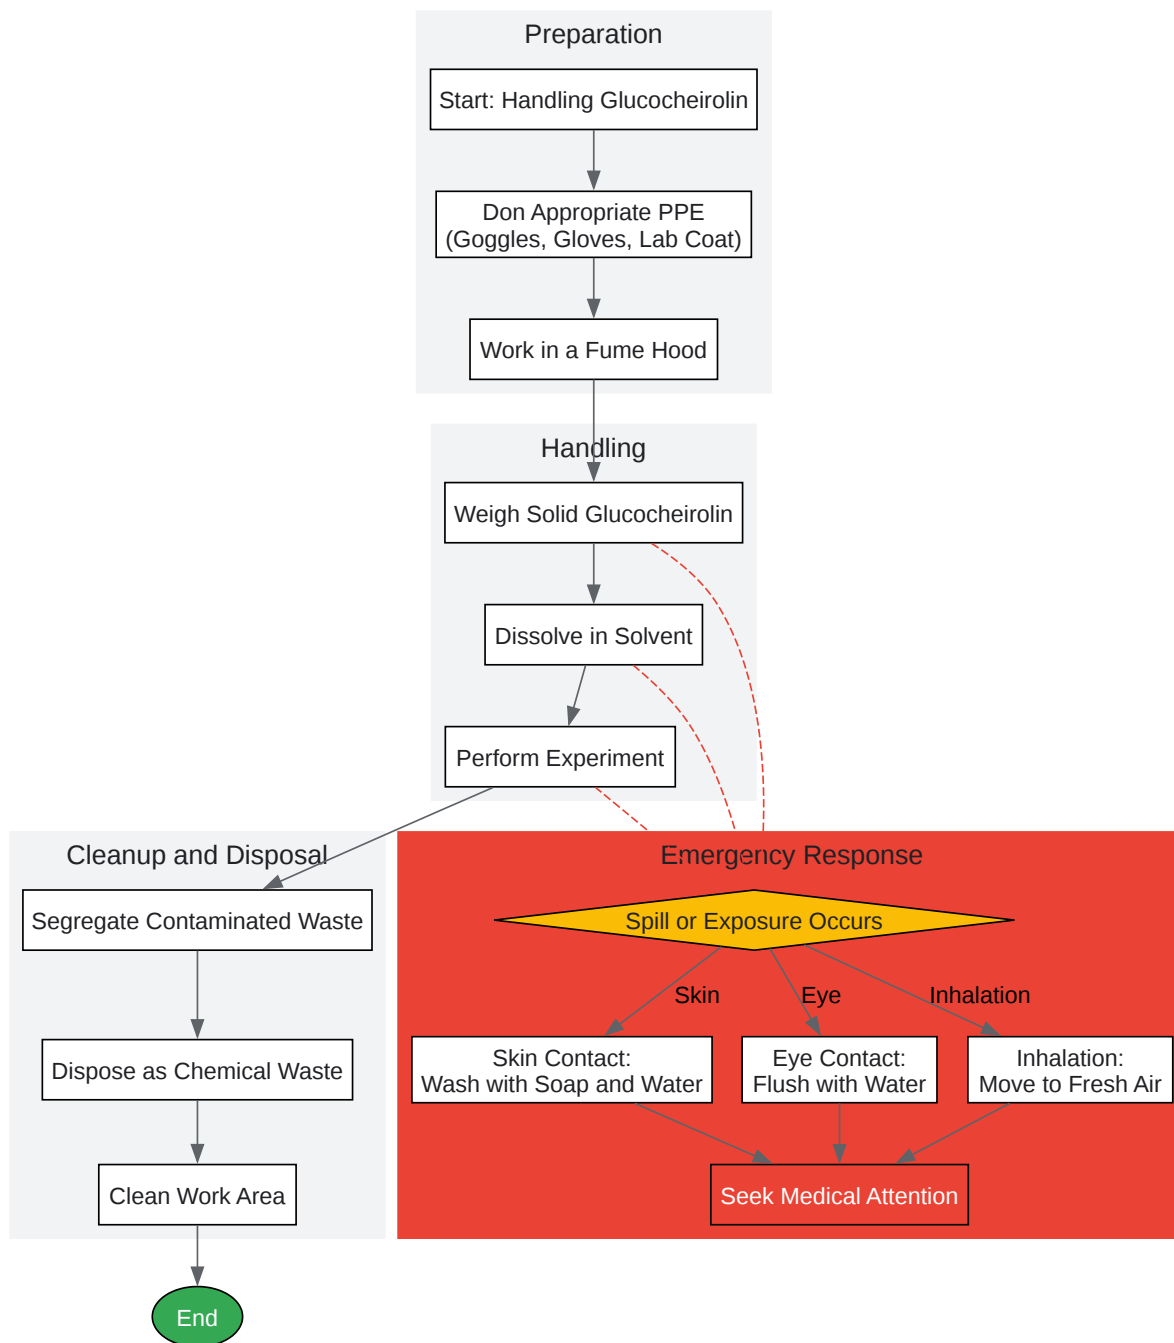 Preparation
Start: Handling Glucocheirolin
Don Appropriate PPE
(Goggles, Gloves, Lab Coat)
Work in a Fume Hood
Handling
Weigh Solid Glucocheirolin
Dissolve in Solvent
Perform Experiment
Cleanup and Disposal
Segregate Contaminated Waste
Dispose as Chemical Waste
Clean Work Area
End
Emergency Response
Spill or Exposure Occurs
Skin
Eye
Inhalation
Skin Contact:
Wash with Soap and Water
Eye Contact:
Flush with Water
Inhalation:
Move to Fresh Air
Seek Medical Attention